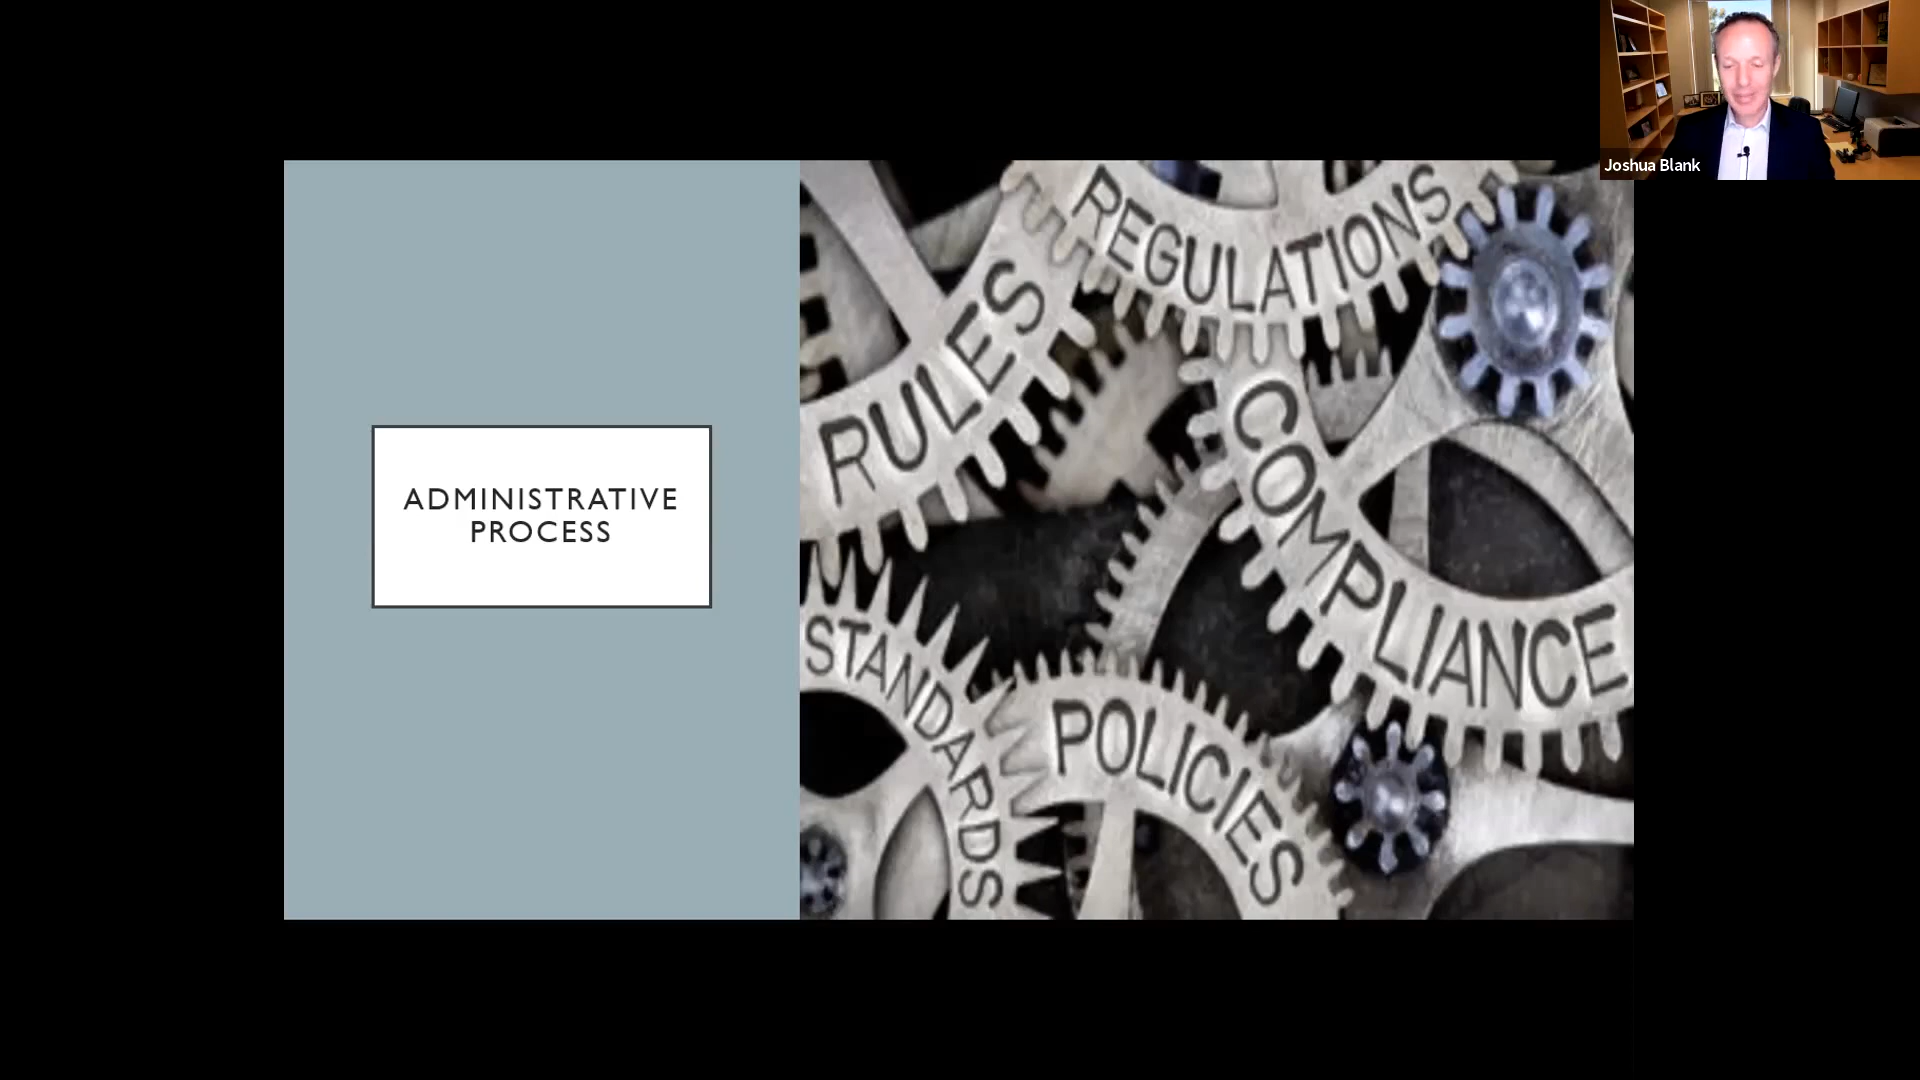 Joshua Blank
ADMINISTRATIVE
PROCESS
REGULATIONS
RULES
COMPLIANCE
STANDARDS
POLICIES